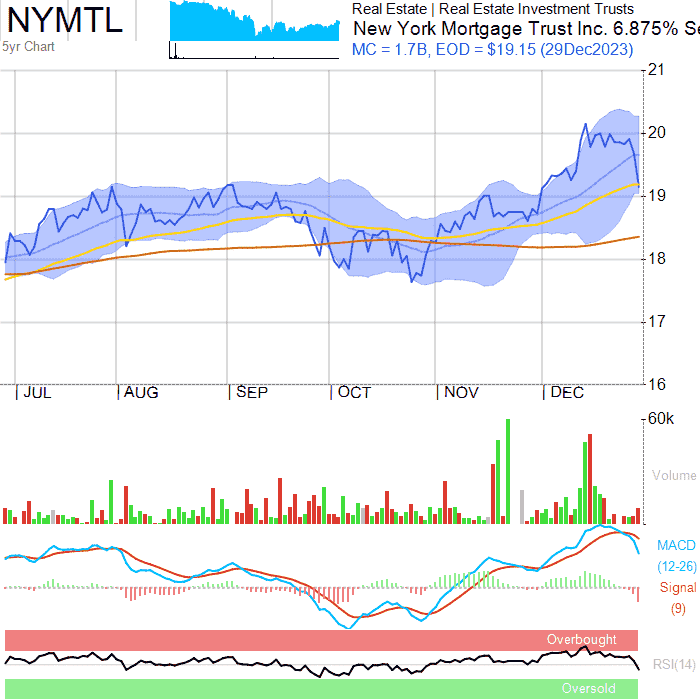 NYMTL
5yr Chart
Real Estate | Real Estate Investment Trusts
New York Mortgage Trust Inc. 6.875% Se
MC = 1.7B, EOD = $19.15 (29Dec2023)
21
20
19
18
17
16
|JUL |AUG |SEP |OCT |NOV |DEC
60k
Volume
MACD
(12-26)
Signal
(9)
Overbought
RSI(14)
Oversold